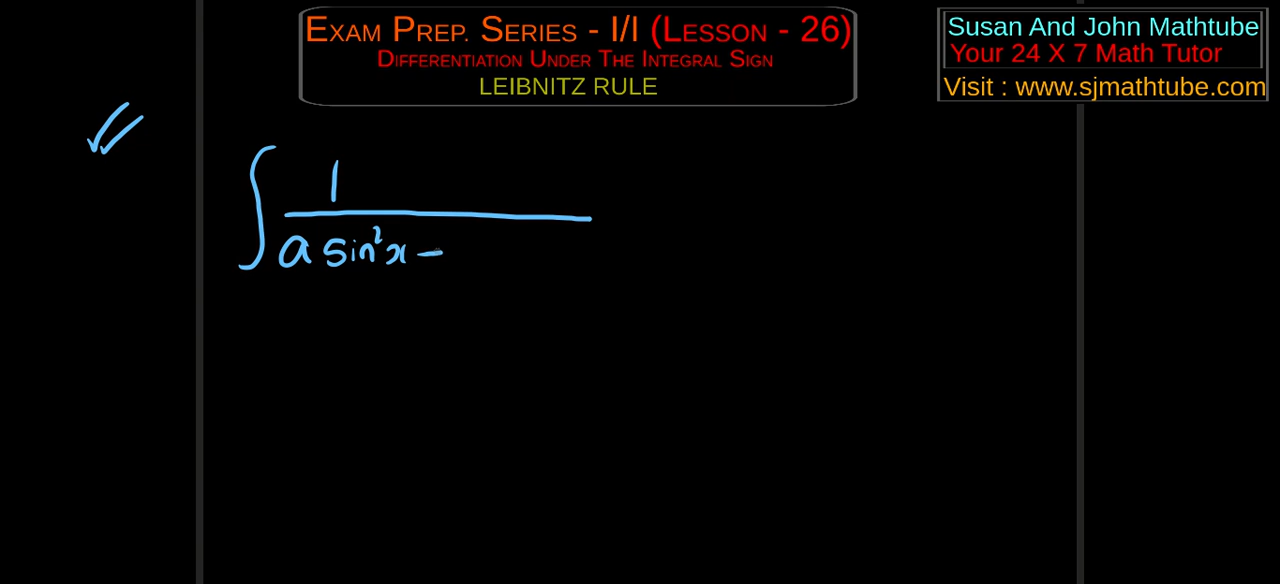 Exam Prep. Series - I/I (Lesson - 26)
Differentiation Under The Integral Sign
LEIBNITZ RULE
Susan And John Mathtube
Your 24 X 7 Math Tutor
Visit : www.sjmathtube.com
∫ 1
a sin²x –